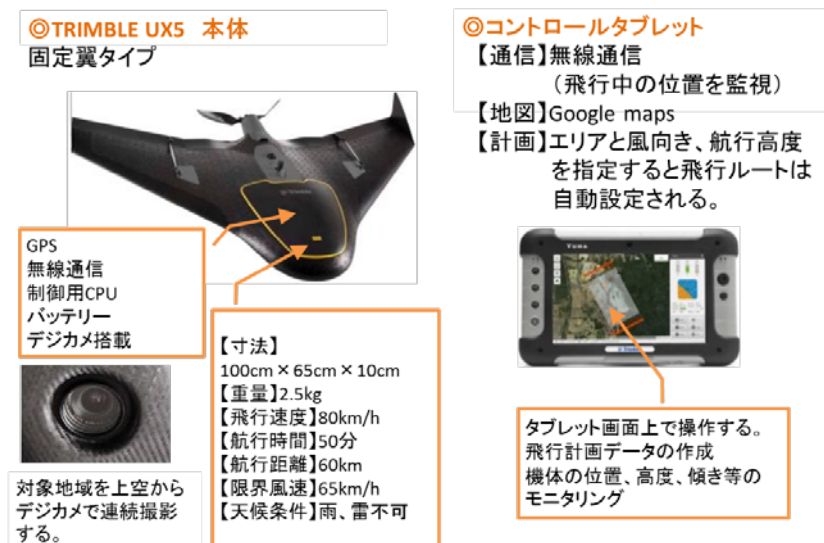 ◎TRIMBLE UX5 本体
固定翼タイプ
GPS
無線通信
制御用CPU
バッテリー
デジカメ搭載
対象地域を上空から
デジカメで連続撮影
する。
【寸法】
100cm×65cm×10cm
【重量】2.5kg
【飛行速度】80km/h
【航行時間】50分
【航行距離】60km
【限界風速】65km/h
【天候条件】雨、雷不可
◎コントロールタブレット
【通信】無線通信
（飛行中の位置を監視）
【地図】Google maps
【計画】エリアと風向き、航行高度
を指定すると飛行ルートは
自動設定される。
Yuma
タブレット画面上で操作する。
飛行計画データの作成
機体の位置、高度、傾き等の
モニタリング